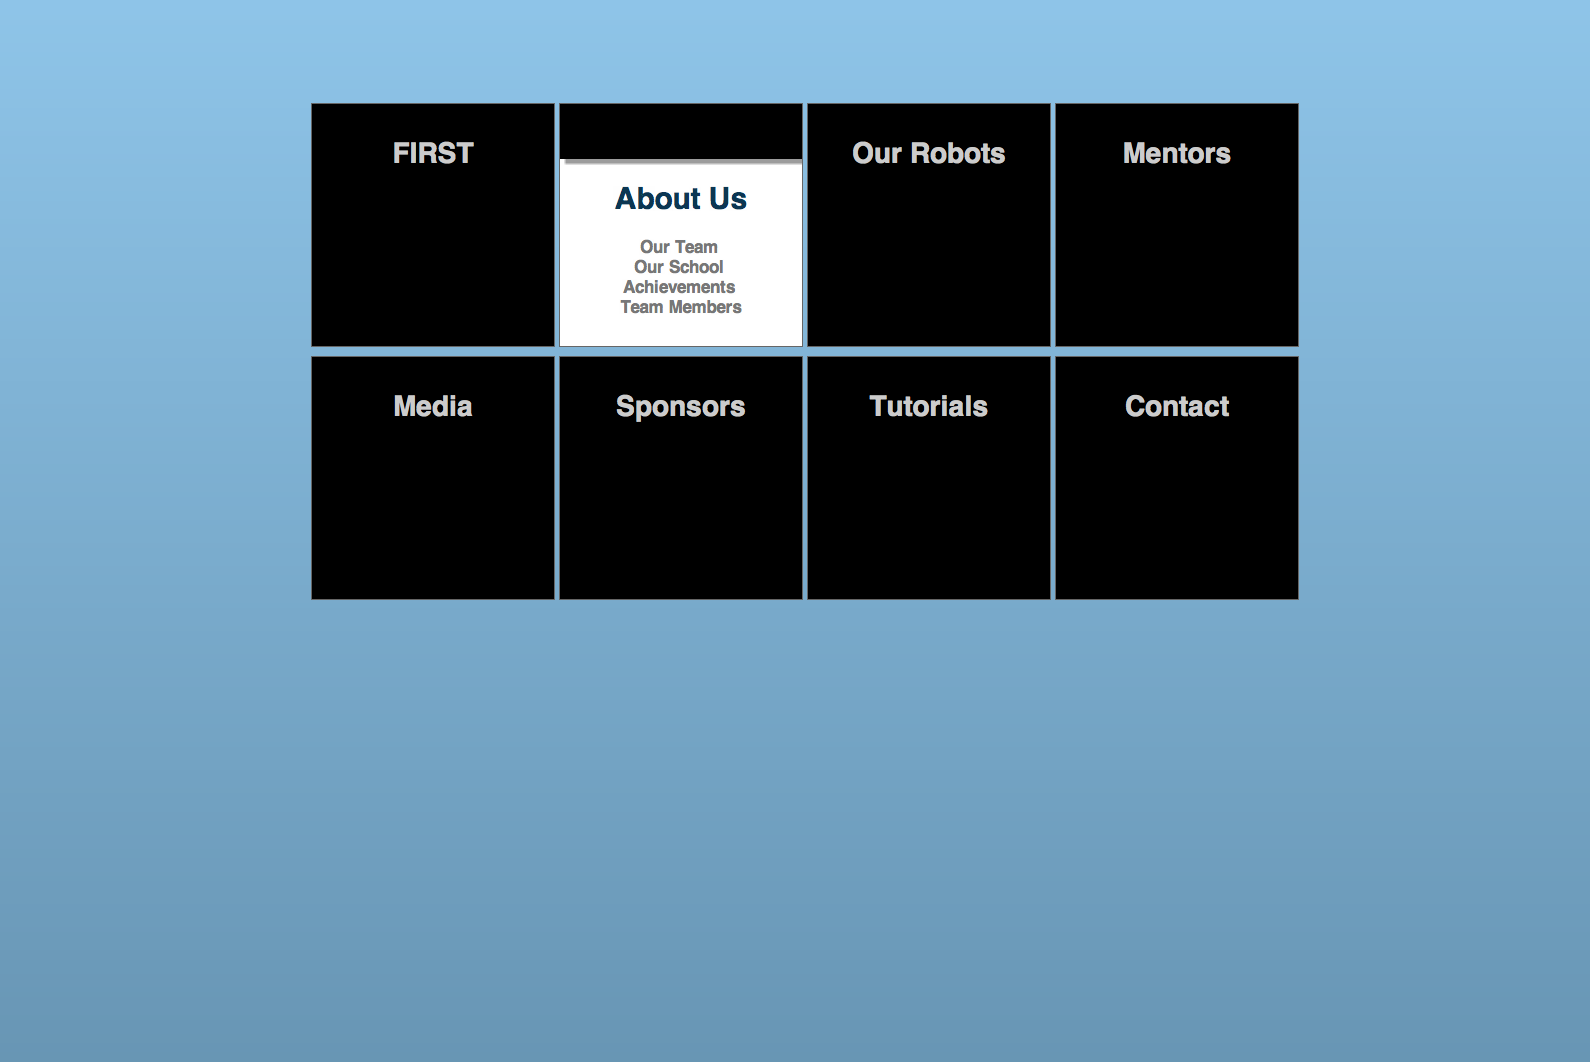 FIRST
About Us
Our Team
Our School
Achievements
Team Members
Our Robots
Mentors
Media
Sponsors
Tutorials
Contact